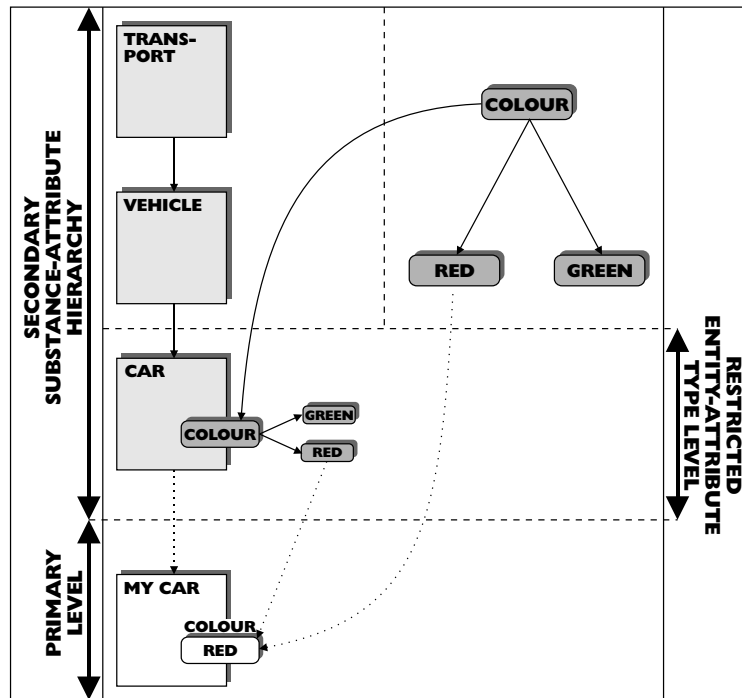 TRANS-
PORT
COLOUR
VEHICLE
RED
GREEN
SECONDARY
SUBSTANCE-ATTRIBUTE
HIERARCHY
CAR
GREEN
COLOUR
RED
RESTRICTED
ENTITY-ATTRIBUTE
TYPE LEVEL
PRIMARY
LEVEL
MY CAR
COLOUR
RED